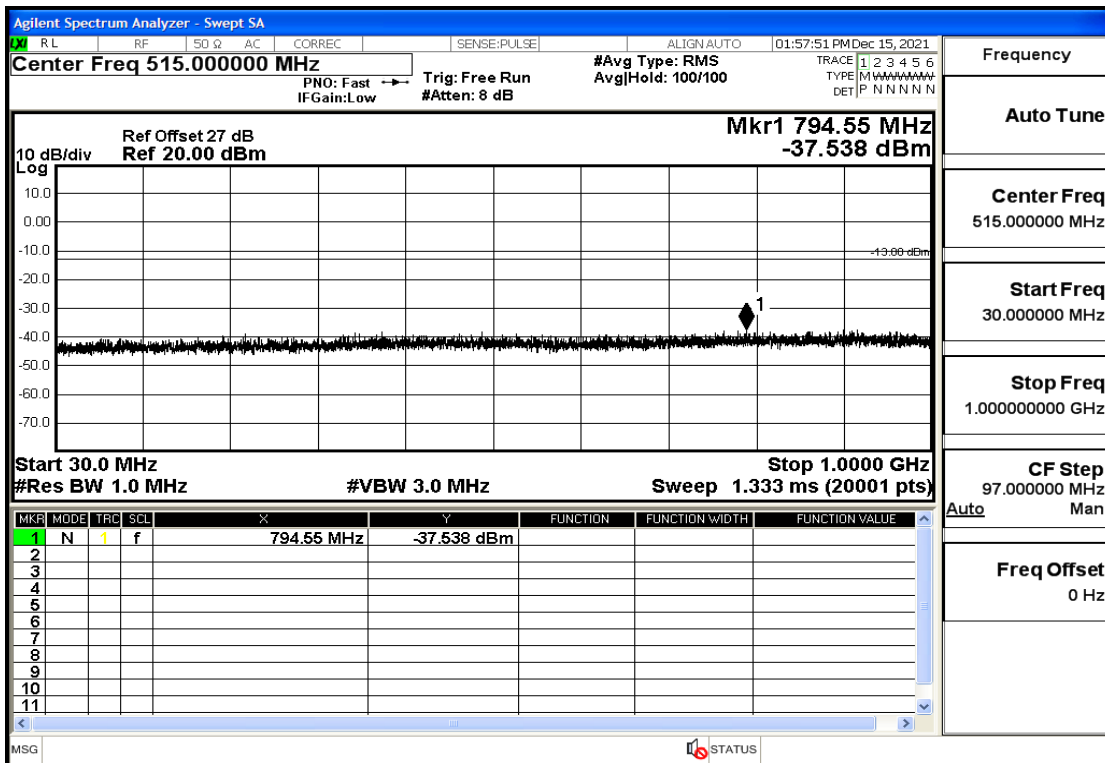 Agilent Spectrum Analyzer - Swept SA
LXI RL RF 50 Ω AC CORREC SENSE:PULSE ALIGN AUTO 01:57:51 PM Dec 15, 2021
Center Freq 515.000000 MHz
PNO: Fast
IFGain:Low
Trig: Free Run
#Atten: 8 dB
#Avg Type: RMS
Avg|Hold: 100/100
TRACE 1 2 3 4 5 6
TYPE M W W W W W
DET P N N N N N
Ref Offset 27 dB
10 dB/div Ref 20.00 dBm
Log
Mkr1 794.55 MHz
-37.538 dBm
10.0
0.00
-10.0
-13.00 dBm
-20.0
-30.0
1
-40.0
-50.0
-60.0
-70.0
Start 30.0 MHz Stop 1.0000 GHz
#Res BW 1.0 MHz #VBW 3.0 MHz Sweep 1.333 ms (20001 pts)
MKR MODE TRC SCL X Y FUNCTION FUNCTION WIDTH FUNCTION VALUE
1 N 1 f 794.55 MHz -37.538 dBm
2
3
4
5
6
7
8
9
10
11
MSG STATUS
Frequency
Auto Tune
Center Freq
515.000000 MHz
Start Freq
30.000000 MHz
Stop Freq
1.000000000 GHz
CF Step
97.000000 MHz
Auto Man
Freq Offset
0 Hz